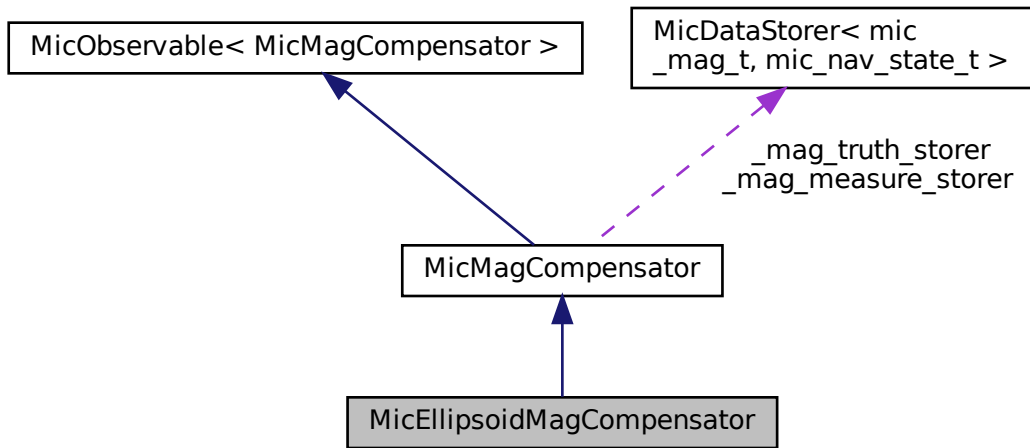 MicObservable< MicMagCompensator >
MicDataStorer< mic
_mag_t, mic_nav_state_t >
_mag_truth_storer
_mag_measure_storer
MicMagCompensator
MicEllipsoidMagCompensator